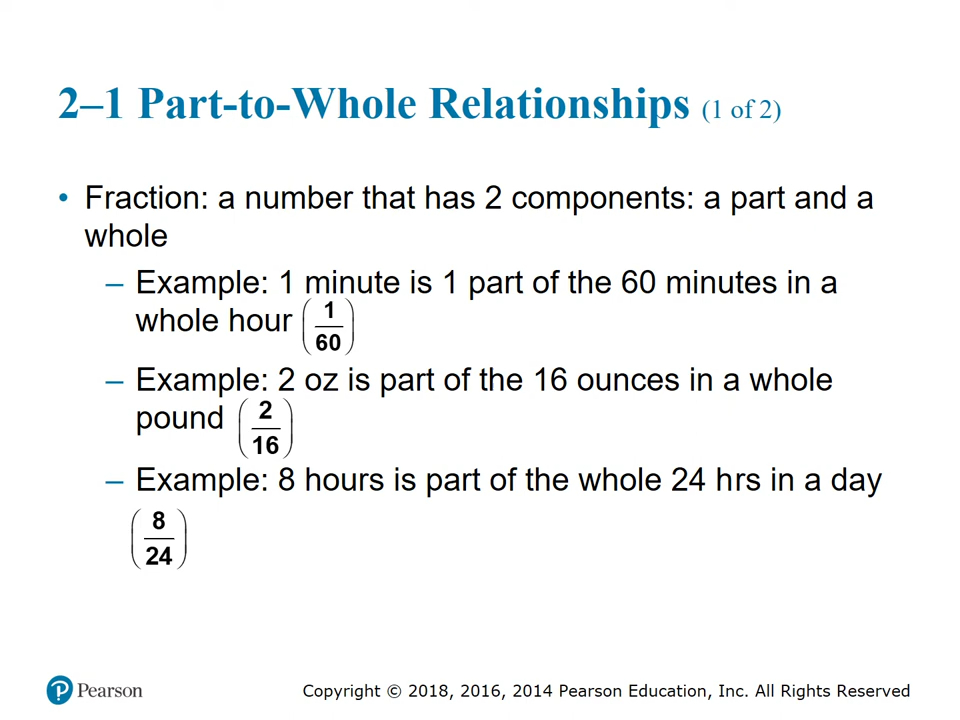 2–1 Part-to-Whole Relationships (1 of 2)
• Fraction: a number that has 2 components: a part and a
whole
– Example: 1 minute is 1 part of the 60 minutes in a
whole hour (1/60)
– Example: 2 oz is part of the 16 ounces in a whole
pound (2/16)
– Example: 8 hours is part of the whole 24 hrs in a day
(8/24)
P Pearson
Copyright © 2018, 2016, 2014 Pearson Education, Inc. All Rights Reserved